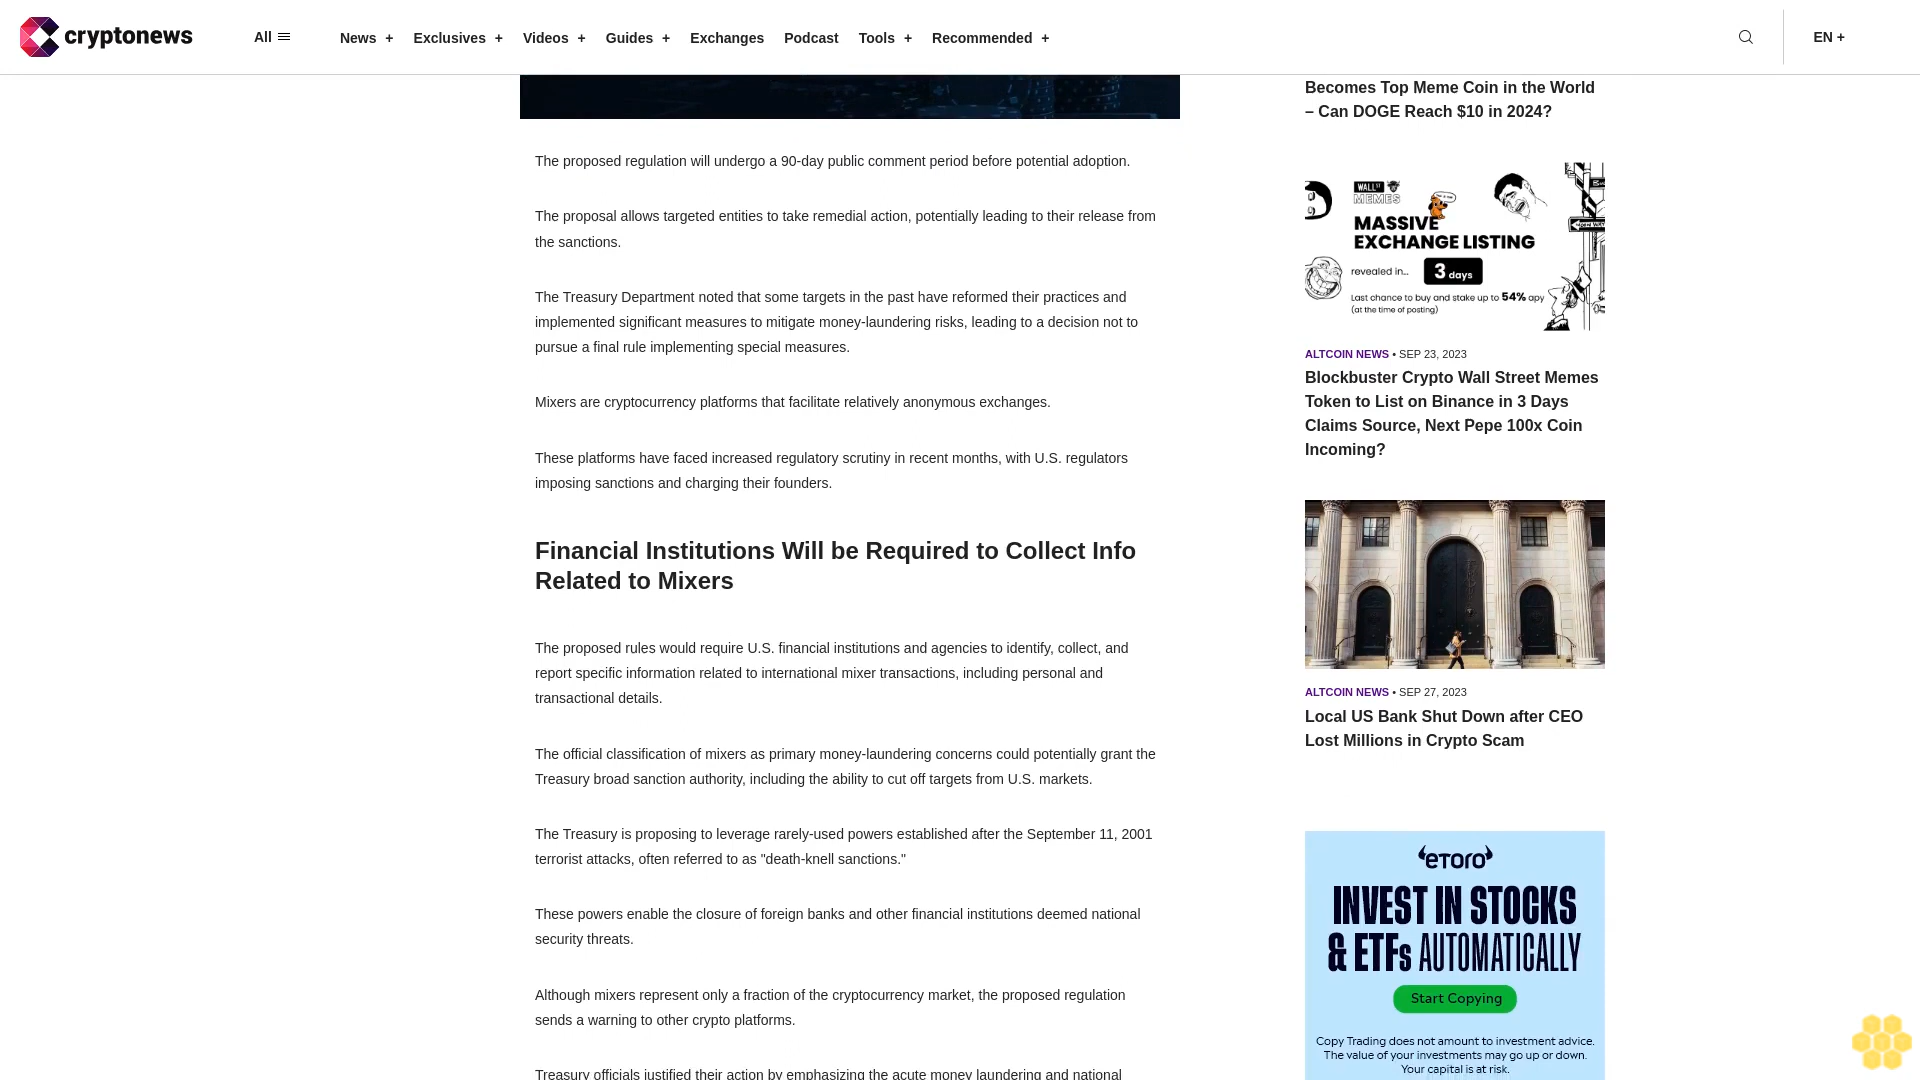 cryptonews
All
News +
Exclusives +
Videos +
Guides +
Exchanges
Podcast
Tools +
Recommended +
EN +
The proposed regulation will undergo a 90-day public comment period before potential adoption.
The proposal allows targeted entities to take remedial action, potentially leading to their release from
the sanctions.
The Treasury Department noted that some targets in the past have reformed their practices and
implemented significant measures to mitigate money-laundering risks, leading to a decision not to
pursue a final rule implementing special measures.
Mixers are cryptocurrency platforms that facilitate relatively anonymous exchanges.
These platforms have faced increased regulatory scrutiny in recent months, with U.S. regulators
imposing sanctions and charging their founders.
Financial Institutions Will be Required to Collect Info
Related to Mixers
The proposed rules would require U.S. financial institutions and agencies to identify, collect, and
report specific information related to international mixer transactions, including personal and
transactional details.
The official classification of mixers as primary money-laundering concerns could potentially grant the
Treasury broad sanction authority, including the ability to cut off targets from U.S. markets.
The Treasury is proposing to leverage rarely-used powers established after the September 11, 2001
terrorist attacks, often referred to as "death-knell sanctions."
These powers enable the closure of foreign banks and other financial institutions deemed national
security threats.
Although mixers represent only a fraction of the cryptocurrency market, the proposed regulation
sends a warning to other crypto platforms.
Treasury officials justified their action by emphasizing the acute money laundering and national
Becomes Top Meme Coin in the World
– Can DOGE Reach $10 in 2024?
WALL ST
MEMES
MASSIVE
EXCHANGE LISTING
revealed in.. 3 days
Last chance to buy and stake up to 54% apy
(at the time of posting)
ALTCOIN NEWS • SEP 23, 2023
Blockbuster Crypto Wall Street Memes
Token to List on Binance in 3 Days
Claims Source, Next Pepe 100x Coin
Incoming?
ALTCOIN NEWS • SEP 27, 2023
Local US Bank Shut Down after CEO
Lost Millions in Crypto Scam
eToro
INVEST IN STOCKS
& ETFs AUTOMATICALLY
Start Copying
Copy Trading does not amount to investment advice.
The value of your investments may go up or down.
Your capital is at risk.